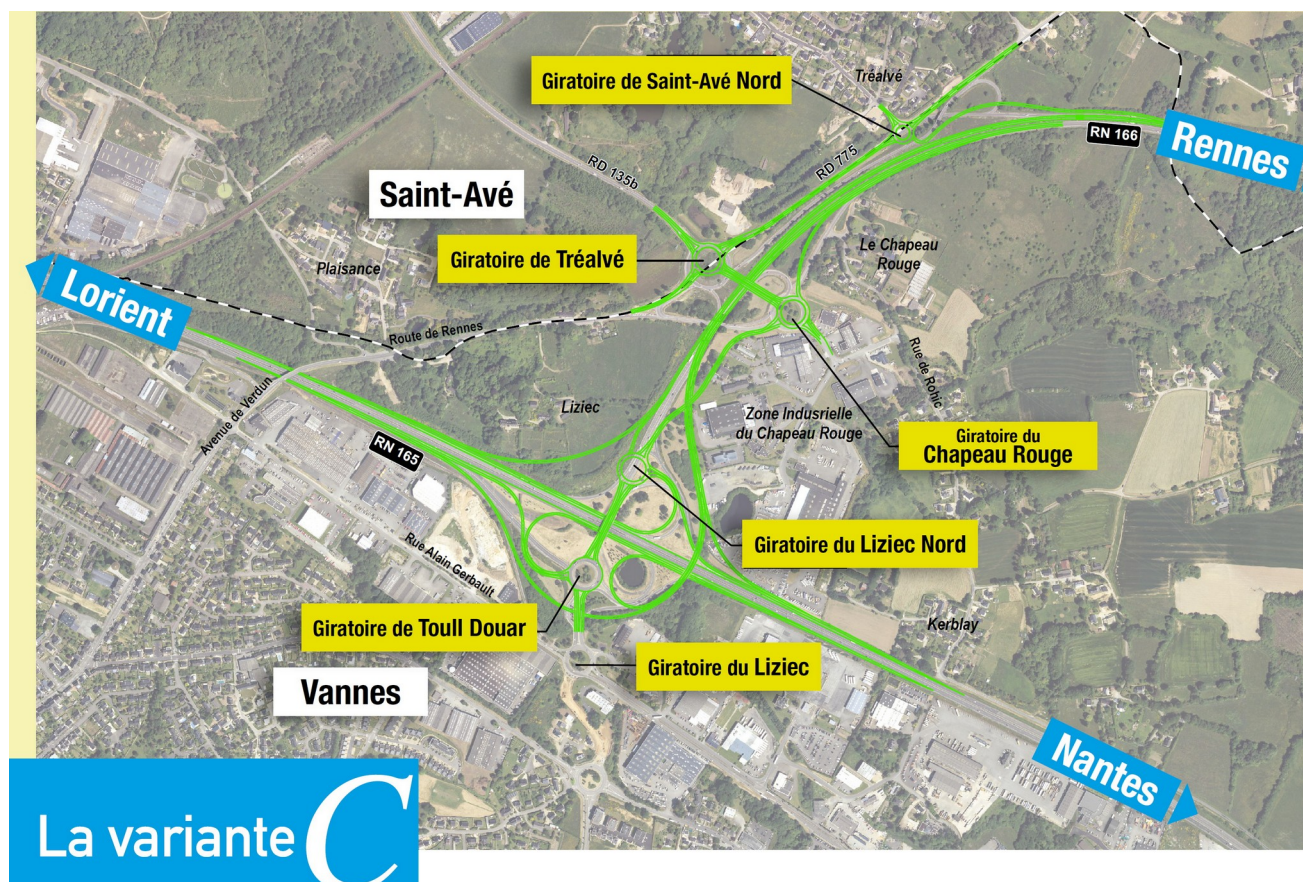 Giratoire de Saint-Avé Nord
Tréalvé
RN 166
Rennes
RD 775
RD 135b
Saint-Avé
Giratoire de Tréalvé
Le Chapeau
Rouge
Plaisance
Lorient
Route de Rennes
Rue de Rohic
Avenue de Verdun
Liziec
Zone Indusrielle
du Chapeau Rouge
Giratoire du
Chapeau Rouge
RN 165
Giratoire du Liziec Nord
Rue Alain Gerbault
Giratoire de Toull Douar
Kerblay
Giratoire du Liziec
Vannes
Nantes
La variante C